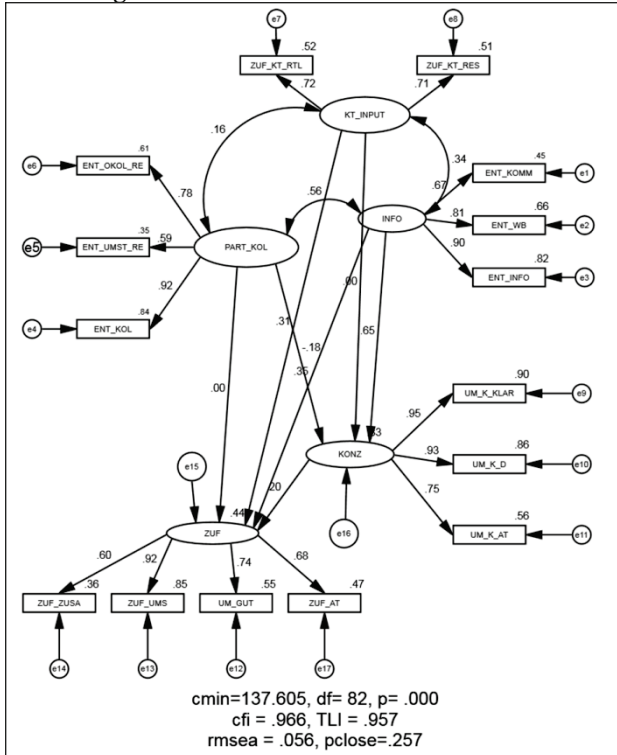 e7
e8
.52
.51
ZUF_KT_RTL
ZUF_KT_RES
.72
.71
KT_INPUT
.16
.61
e6
ENT_OKOL_RE
.34
.45
.67
ENT_KOMM
e1
.78
.56
INFO
.81
.66
ENT_WB
e2
.35
e5
ENT_UMST_RE
.59
PART_KOL
.90
.82
ENT_INFO
e3
.92
.00
.84
e4
ENT_KOL
.31
.65
-.18
.35
.00
.90
UM_K_KLAR
e9
.95
KONZ
.93
.86
UM_K_D
e10
e15
.20
.75
.56
UM_K_AT
e11
.44
ZUF
e16
.60
.92
.74
.68
.36
.85
.55
.47
ZUF_ZUSA
ZUF_UMS
UM_GUT
ZUF_AT
e14
e13
e12
e17
cmin=137.605, df= 82, p= .000
cfi = .966, TLI = .957
rmsea = .056, pclose=.257